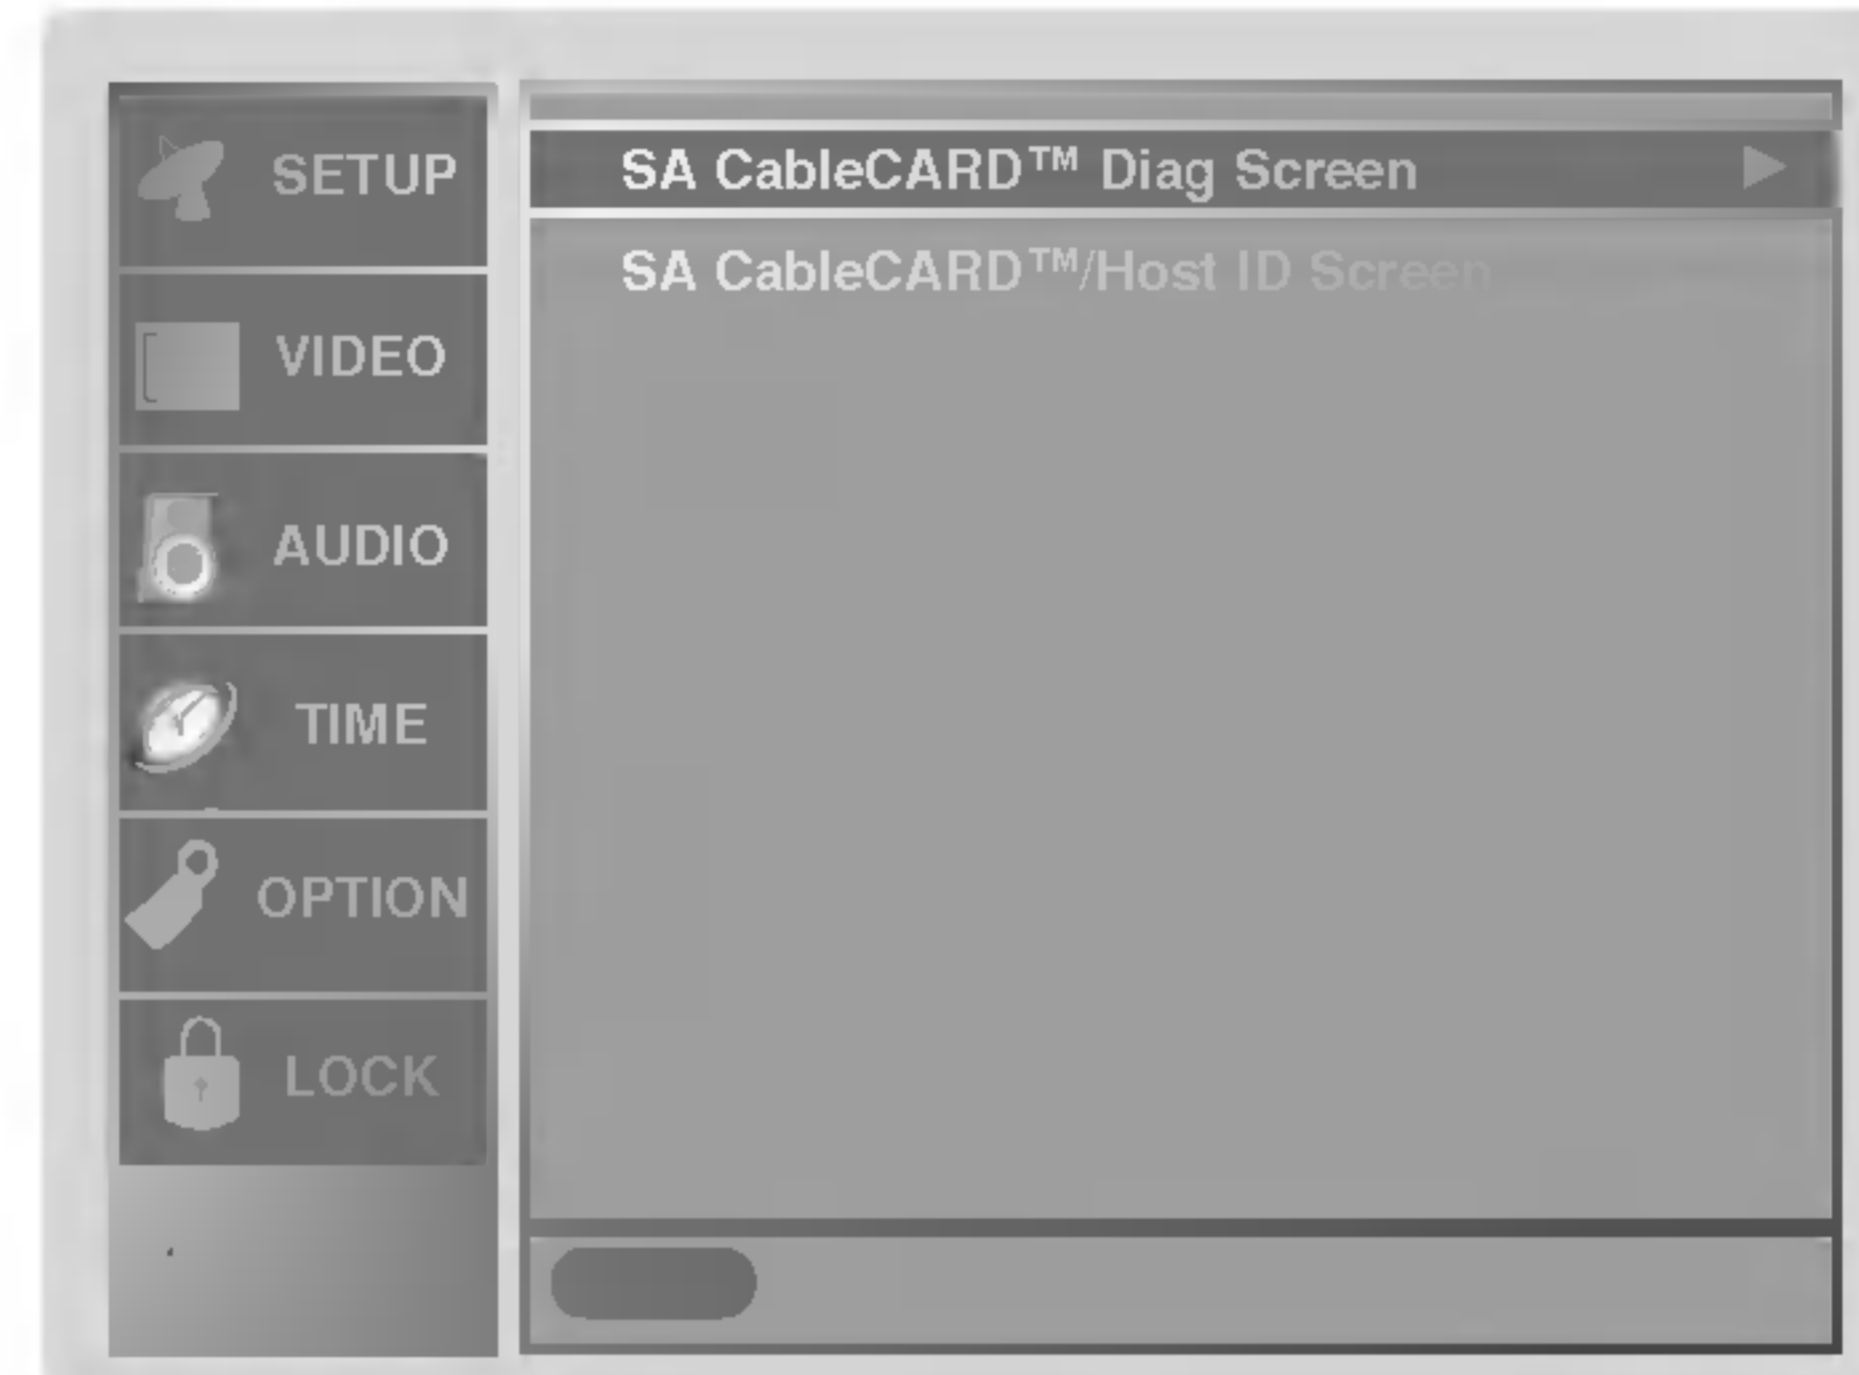 SETUP
VIDEO
AUDIO
TIME
OPTION
LOCK
SA CableCARD™ Diag Screen
SA CableCARD™/Host ID Screen